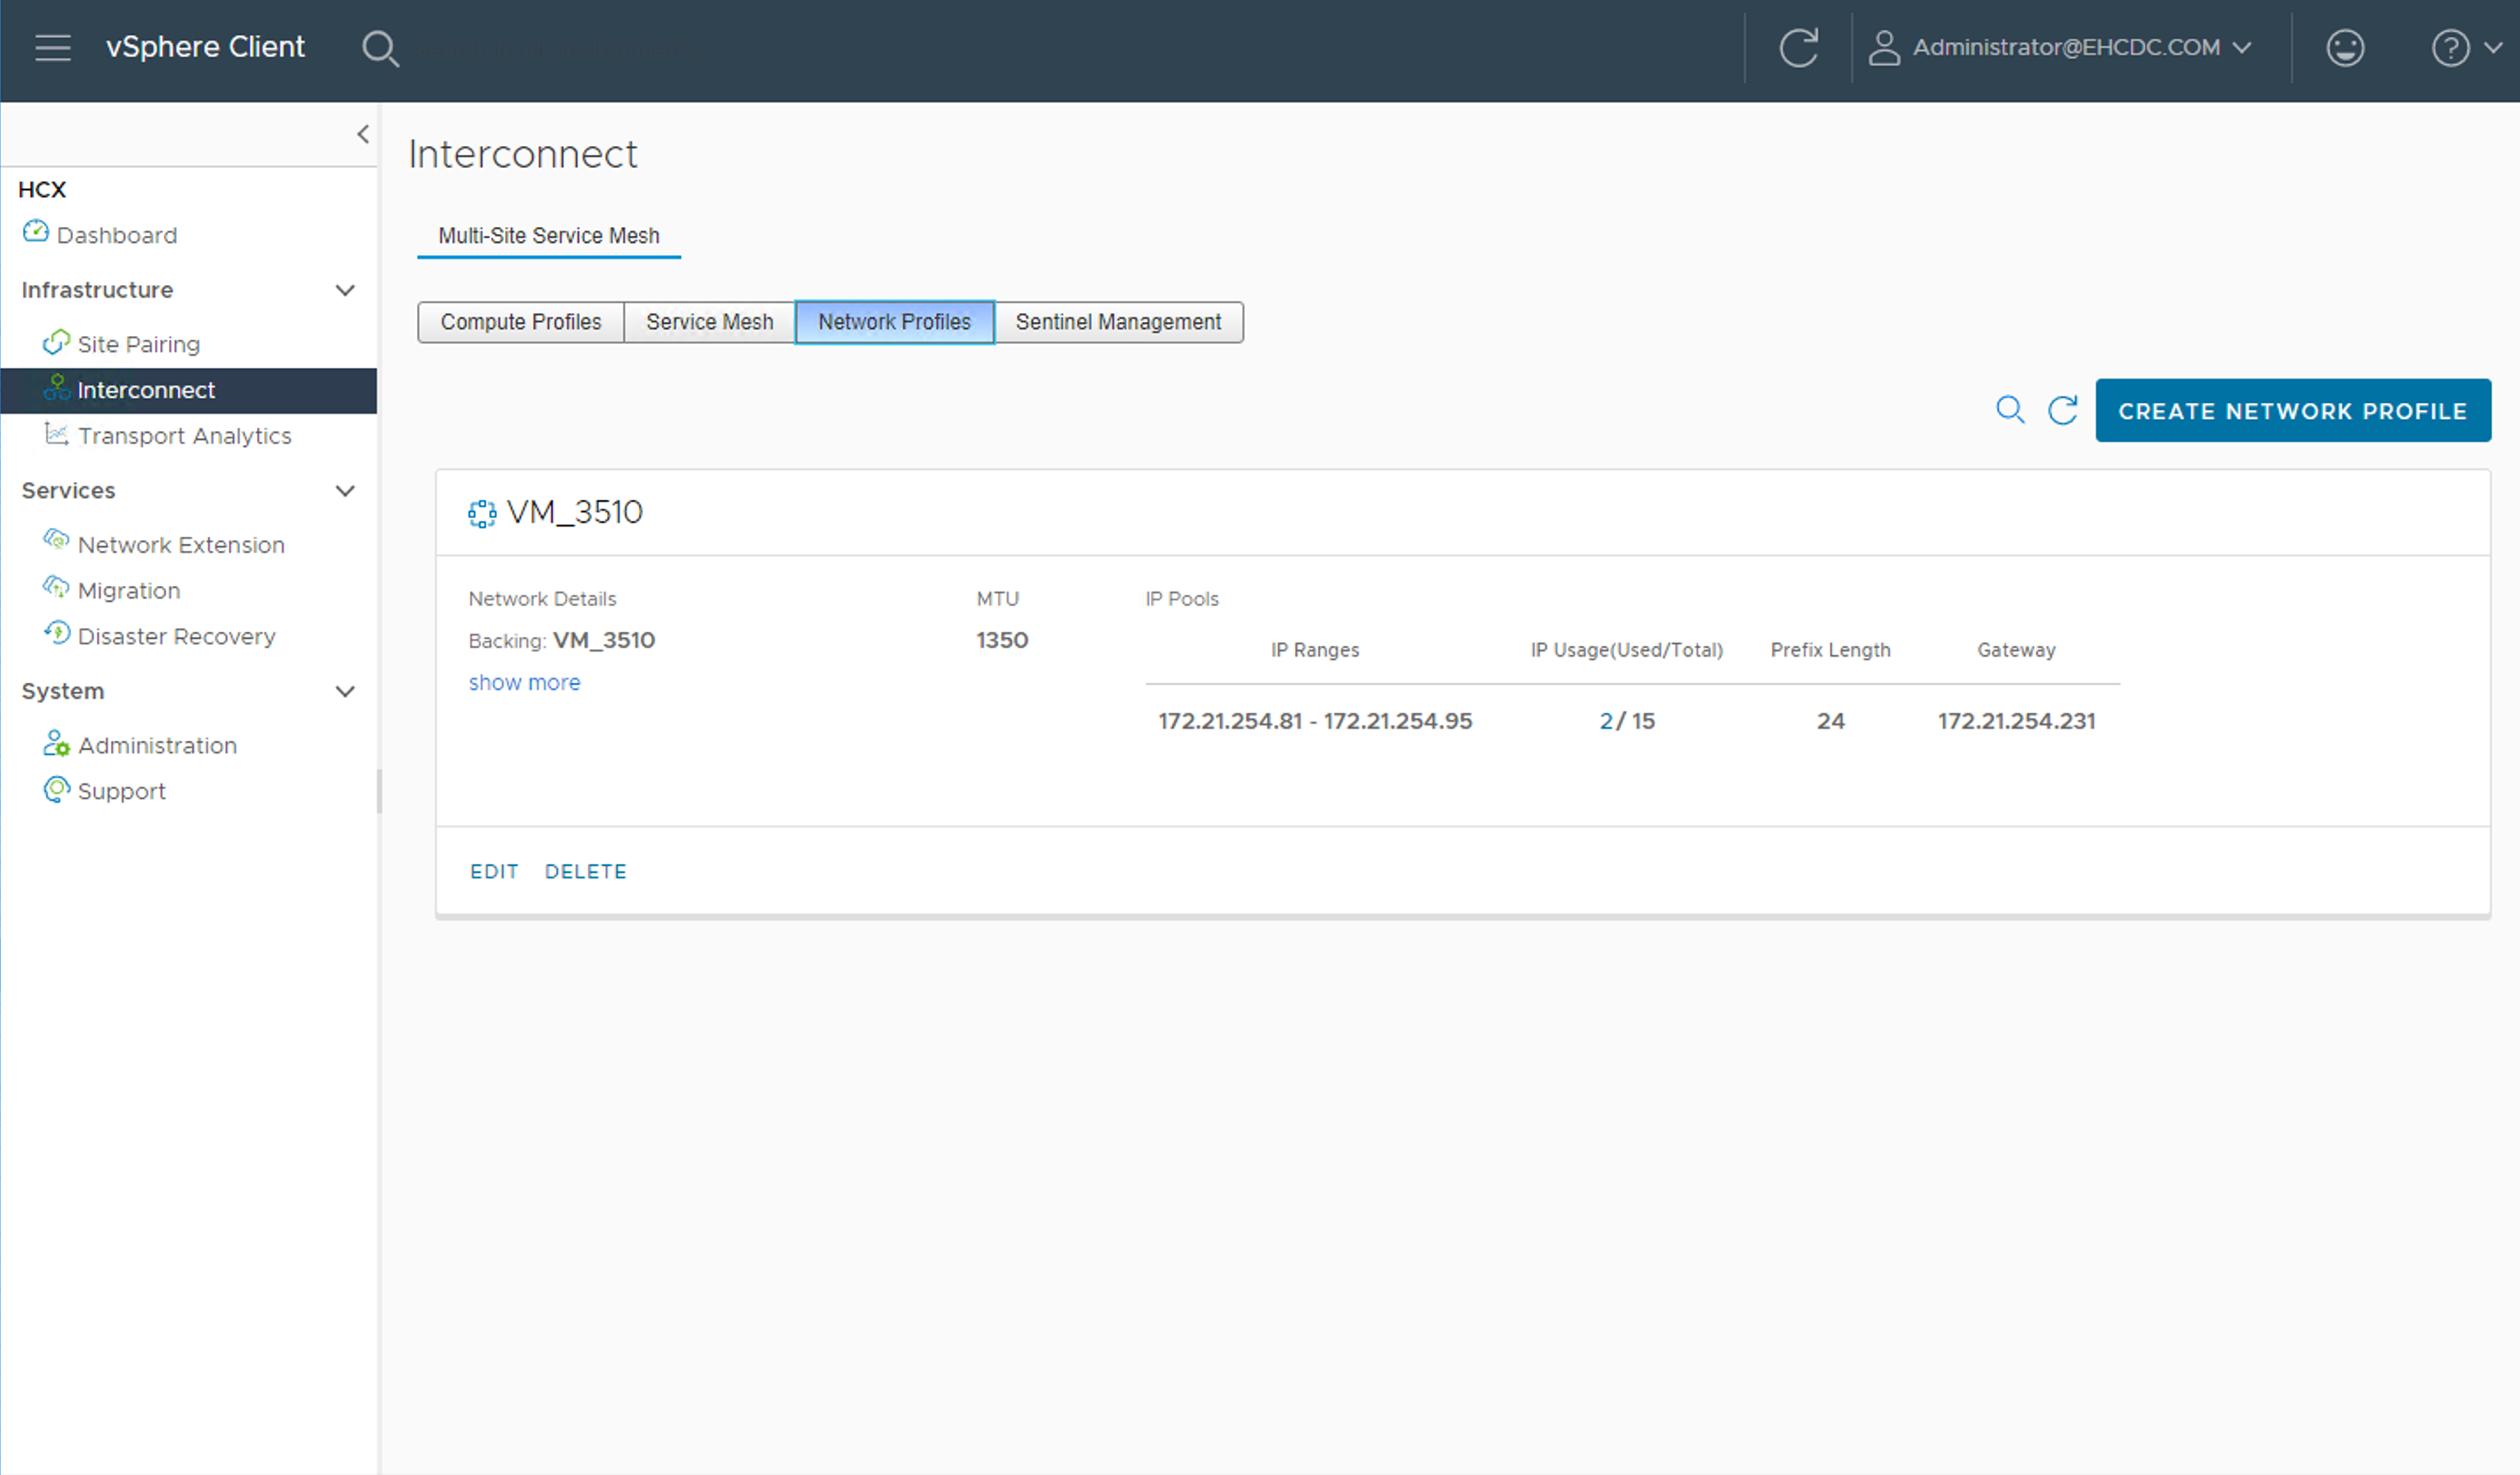 vSphere Client
Administrator@EHCDC.COM
HCX
Dashboard
Infrastructure
Site Pairing
Interconnect
Transport Analytics
Services
Network Extension
Migration
Disaster Recovery
System
Administration
Support
Interconnect
Multi-Site Service Mesh
Compute Profiles Service Mesh Network Profiles Sentinel Management
CREATE NETWORK PROFILE
VM_3510
Network Details MTU IP Pools
Backing: VM_3510 1350
show more
IP Ranges IP Usage(Used/Total) Prefix Length Gateway
172.21.254.81 - 172.21.254.95 2/ 15 24 172.21.254.231
EDIT DELETE